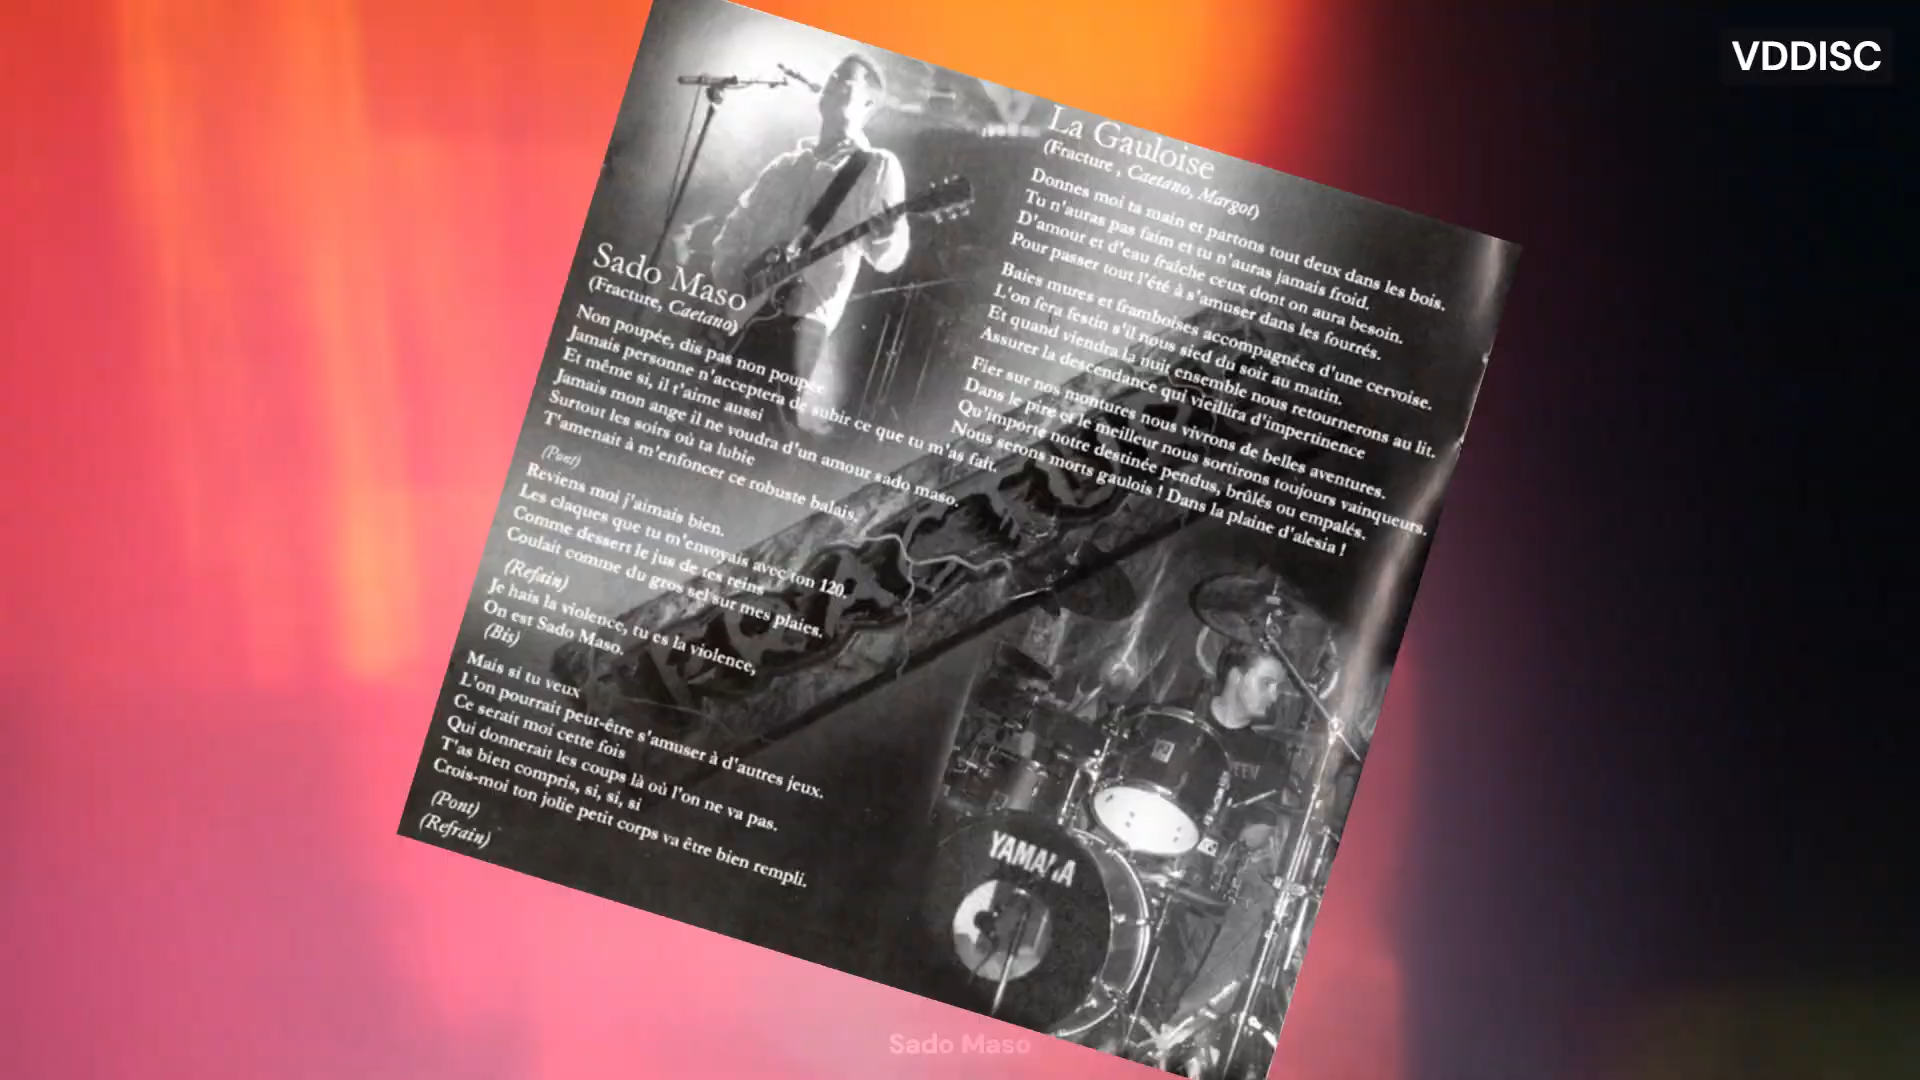 VDDISC
Sado Maso
(Fracture, Caetano)
Non poupée, dis pas non poupée
Jamais personne n'acceptera de subir ce que tu m'as fait.
Et même si, il t'aime aussi
Jamais mon ange il ne voudra d'un amour sado maso.
Surtout les soirs où ta lubie
T'amenait à m'enfoncer ce robuste balais.
(Pont)
Reviens moi j'aimais bien.
Les claques que tu m'envoyais avec ton 120.
Comme dessert le jus de tes reins
Coulait comme du gros sel sur mes plaies.
(Refain)
Je hais la violence, tu es la violence,
On est Sado Maso.
(Bis)
Mais si tu veux
L'on pourrait peut-être s'amuser à d'autres jeux.
Ce serait moi cette fois
Qui donnerait les coups là où l'on ne va pas.
T'as bien compris, si, si, si
Crois-moi ton jolie petit corps va être bien rempli.
(Pont)
(Refrain)
La Gauloise
(Fracture , Caetano, Margot)
Donnes moi ta main et partons tout deux dans les bois.
Tu n'auras pas faim et tu n'auras jamais froid.
D'amour et d'eau fraîche ceux dont on aura besoin.
Pour passer tout l'été à s'amuser dans les fourrés.
Baies mures et framboises accompagnées d'une cervoise.
L'on fera festin s'il nous sied du soir au matin.
Et quand viendra la nuit ensemble nous retournerons au lit.
Assurer la descendance qui vieillira d'impertinence
Fier sur nos montures nous vivrons de belles aventures.
Dans le pire et le meilleur nous sortirons toujours vainqueurs.
Qu'importe notre destinée pendus, brûlés ou empalés.
Nous serons morts gaulois ! Dans la plaine d'alesia !
FRACTURE
YAMAHA
Sado Maso